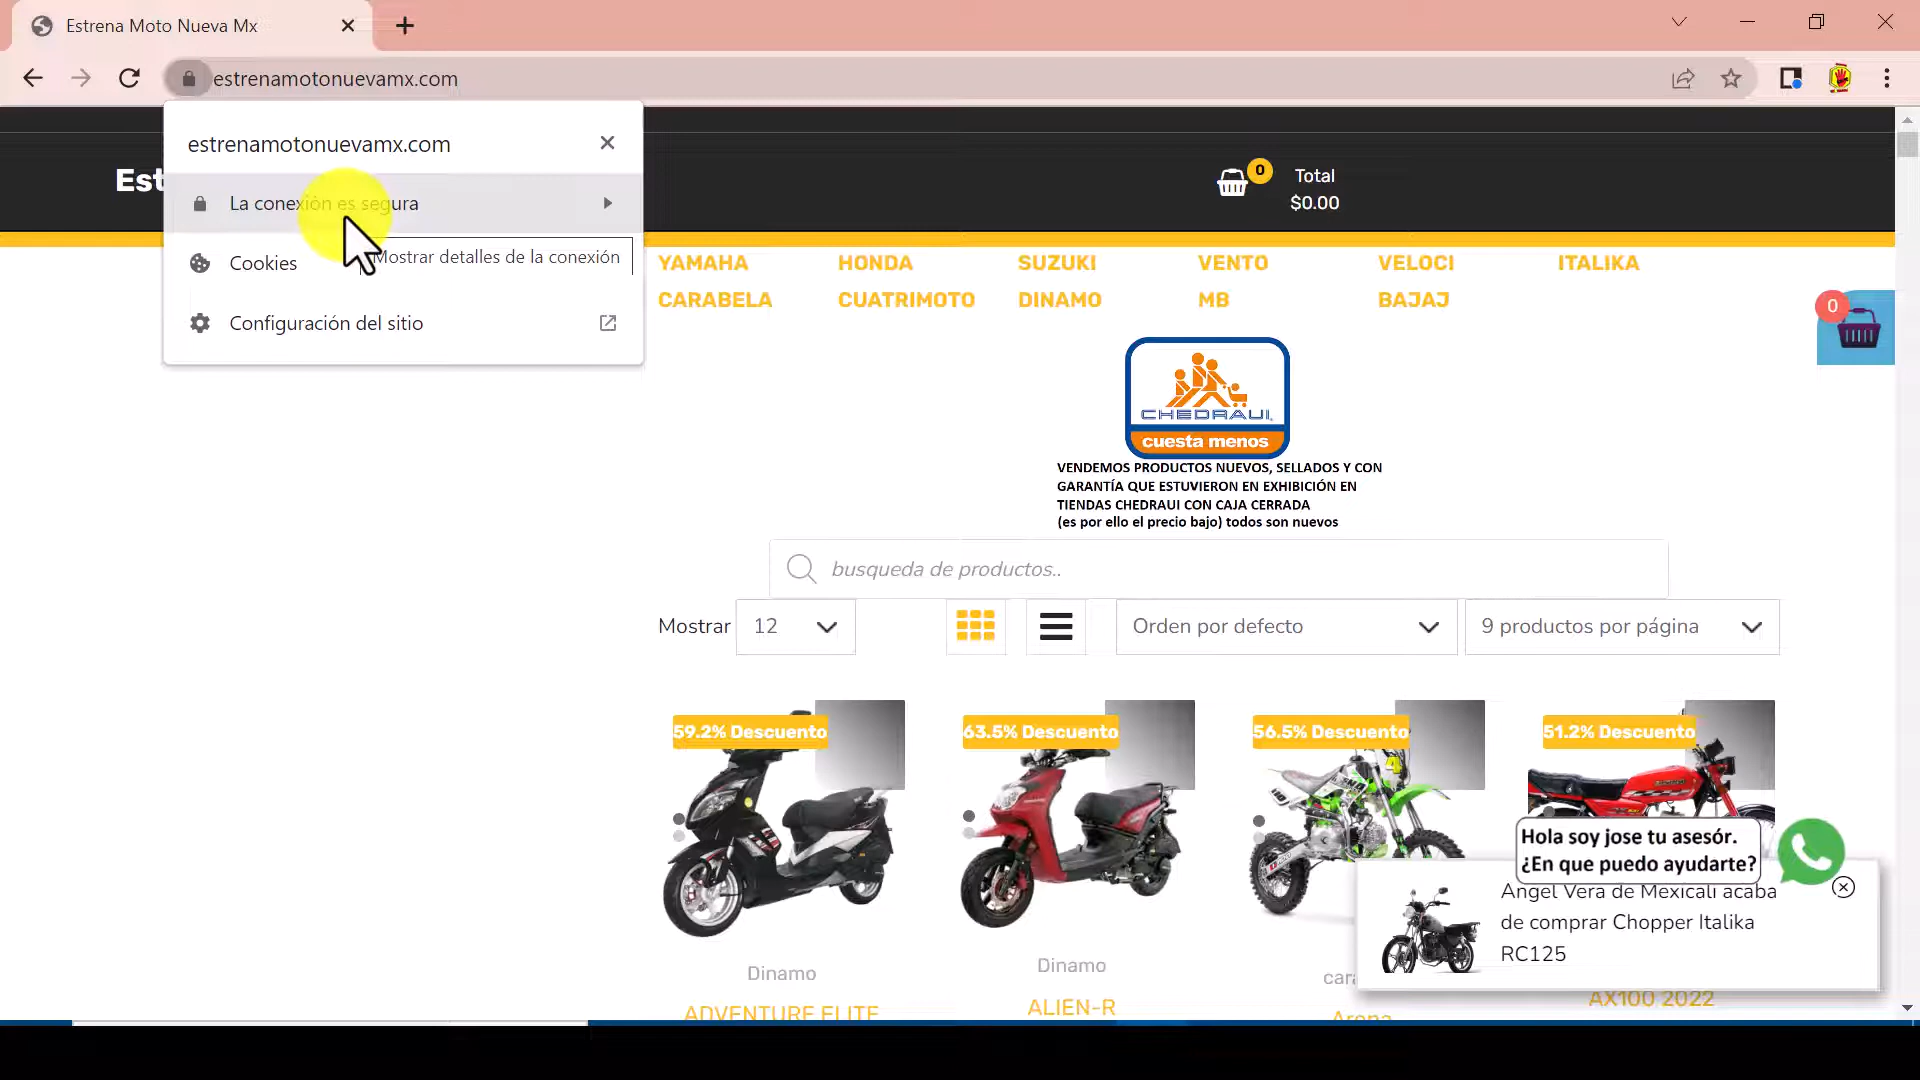 Estrena Moto Nueva Mx
estrenamotonuevamx.com
estrenamotonuevamx.com
La conexión es segura
Mostrar detalles de la conexión
Cookies
Configuración del sitio
Est
0
Total
$0.00
YAMAHA HONDA SUZUKI VENTO VELOCI ITALIKA
CARABELA CUATRIMOTO DINAMO MB BAJAJ
0
CHEDRAUI
cuesta menos
VENDEMOS PRODUCTOS NUEVOS, SELLADOS Y CON
GARANTÍA QUE ESTUVIERON EN EXHIBICIÓN EN
TIENDAS CHEDRAUI CON CAJA CERRADA
(es por ello el precio bajo) todos son nuevos
busqueda de productos..
Mostrar 12 Orden por defecto 9 productos por página
59.2% Descuento 63.5% Descuento 56.5% Descuento 51.2% Descuento
Hola soy jose tu asesór.
¿En que puedo ayudarte?
Angel Vera de Mexicali acaba
de comprar Chopper Italika
RC125
Dinamo Dinamo cara
ADVENTURE ELITE ALIEN-R Arena AX100 2022